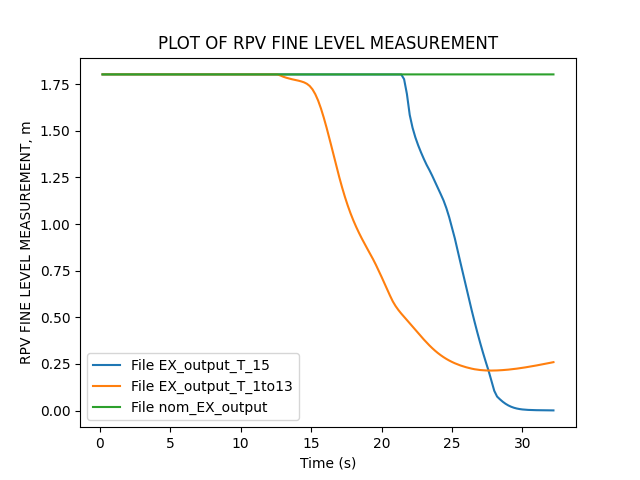 PLOT OF RPV FINE LEVEL MEASUREMENT
RPV FINE LEVEL MEASUREMENT, m
1.75
1.50
1.25
1.00
0.75
0.50
0.25
0.00
File EX_output_T_15
File EX_output_T_1to13
File nom_EX_output
0 5 10 15 20 25 30
Time (s)